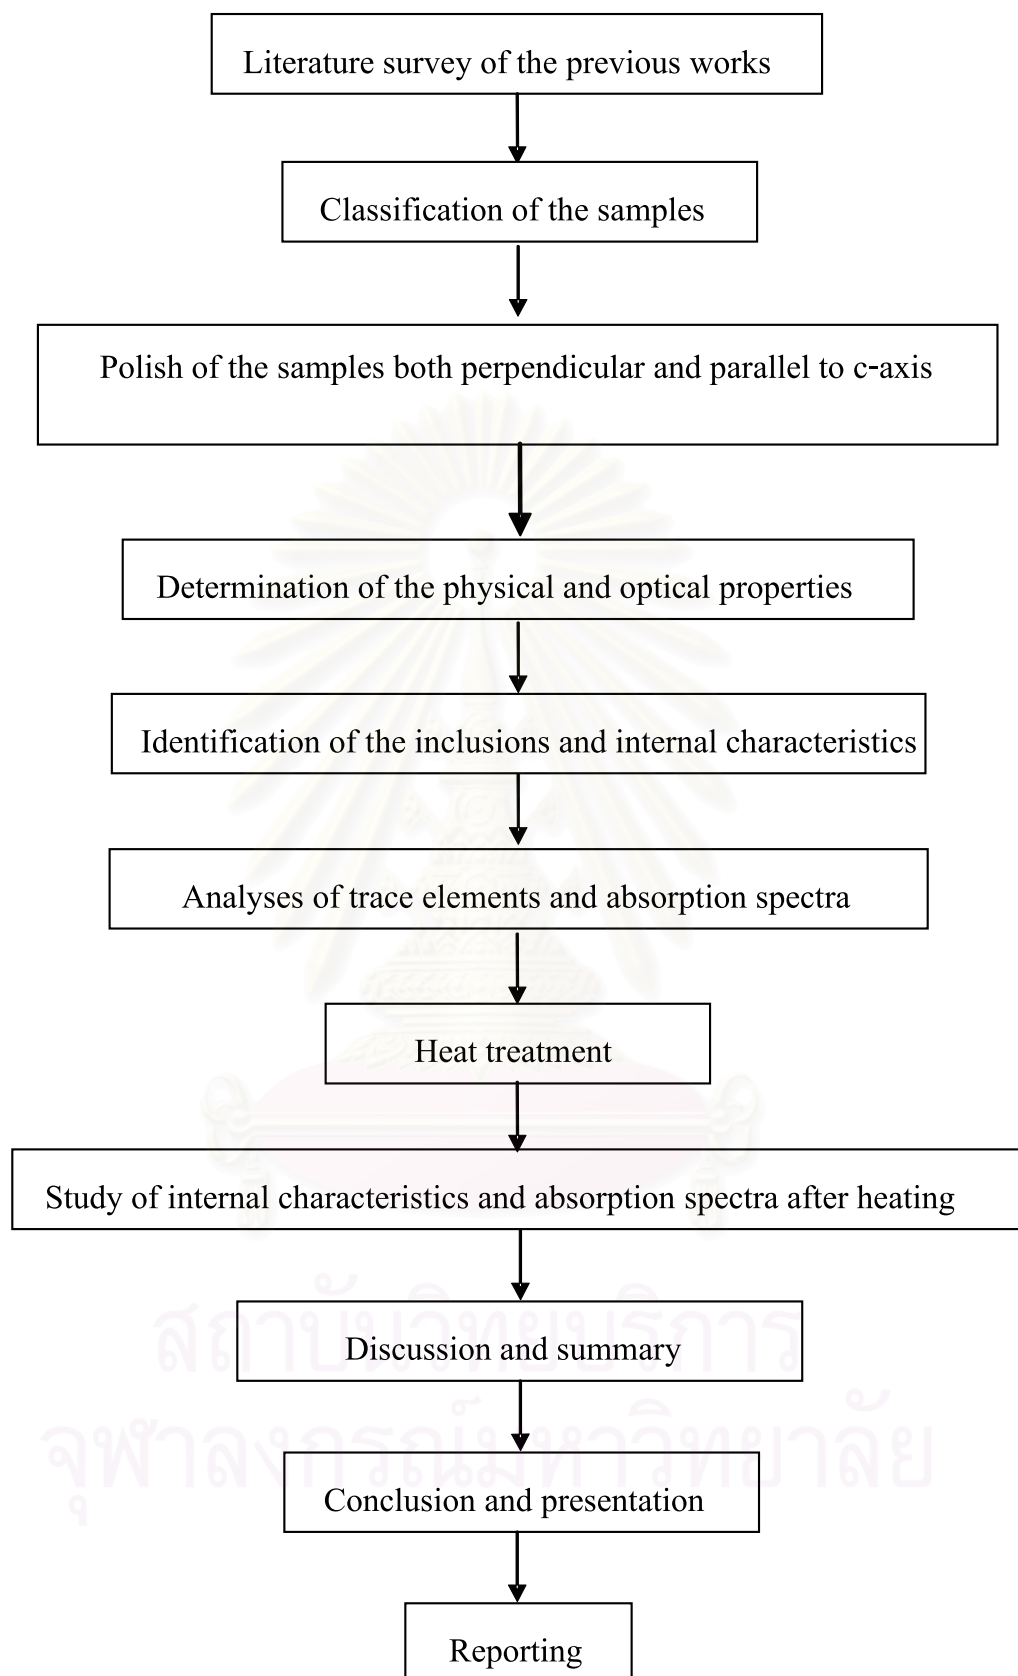 Literature survey of the previous works
Classification of the samples
Polish of the samples both perpendicular and parallel to c-axis
Determination of the physical and optical properties
Identification of the inclusions and internal characteristics
Analyses of trace elements and absorption spectra
Heat treatment
Study of internal characteristics and absorption spectra after heating
สถาบันวิทยบริการ
Discussion and summary
จุฬาลงกรณ์มหาวิทยาลัย
Conclusion and presentation
Reporting